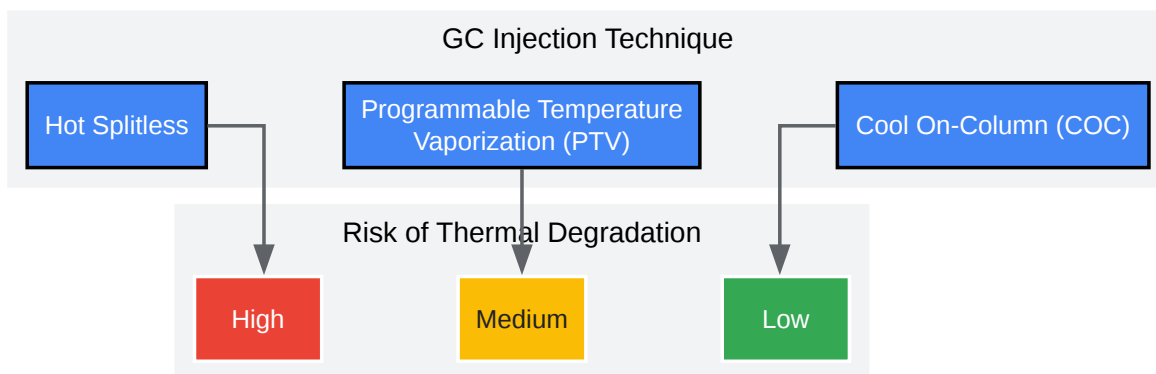 GC Injection Technique
Hot Splitless
Programmable Temperature
Vaporization (PTV)
Cool On-Column (COC)
Risk of Thermal Degradation
High
Medium
Low